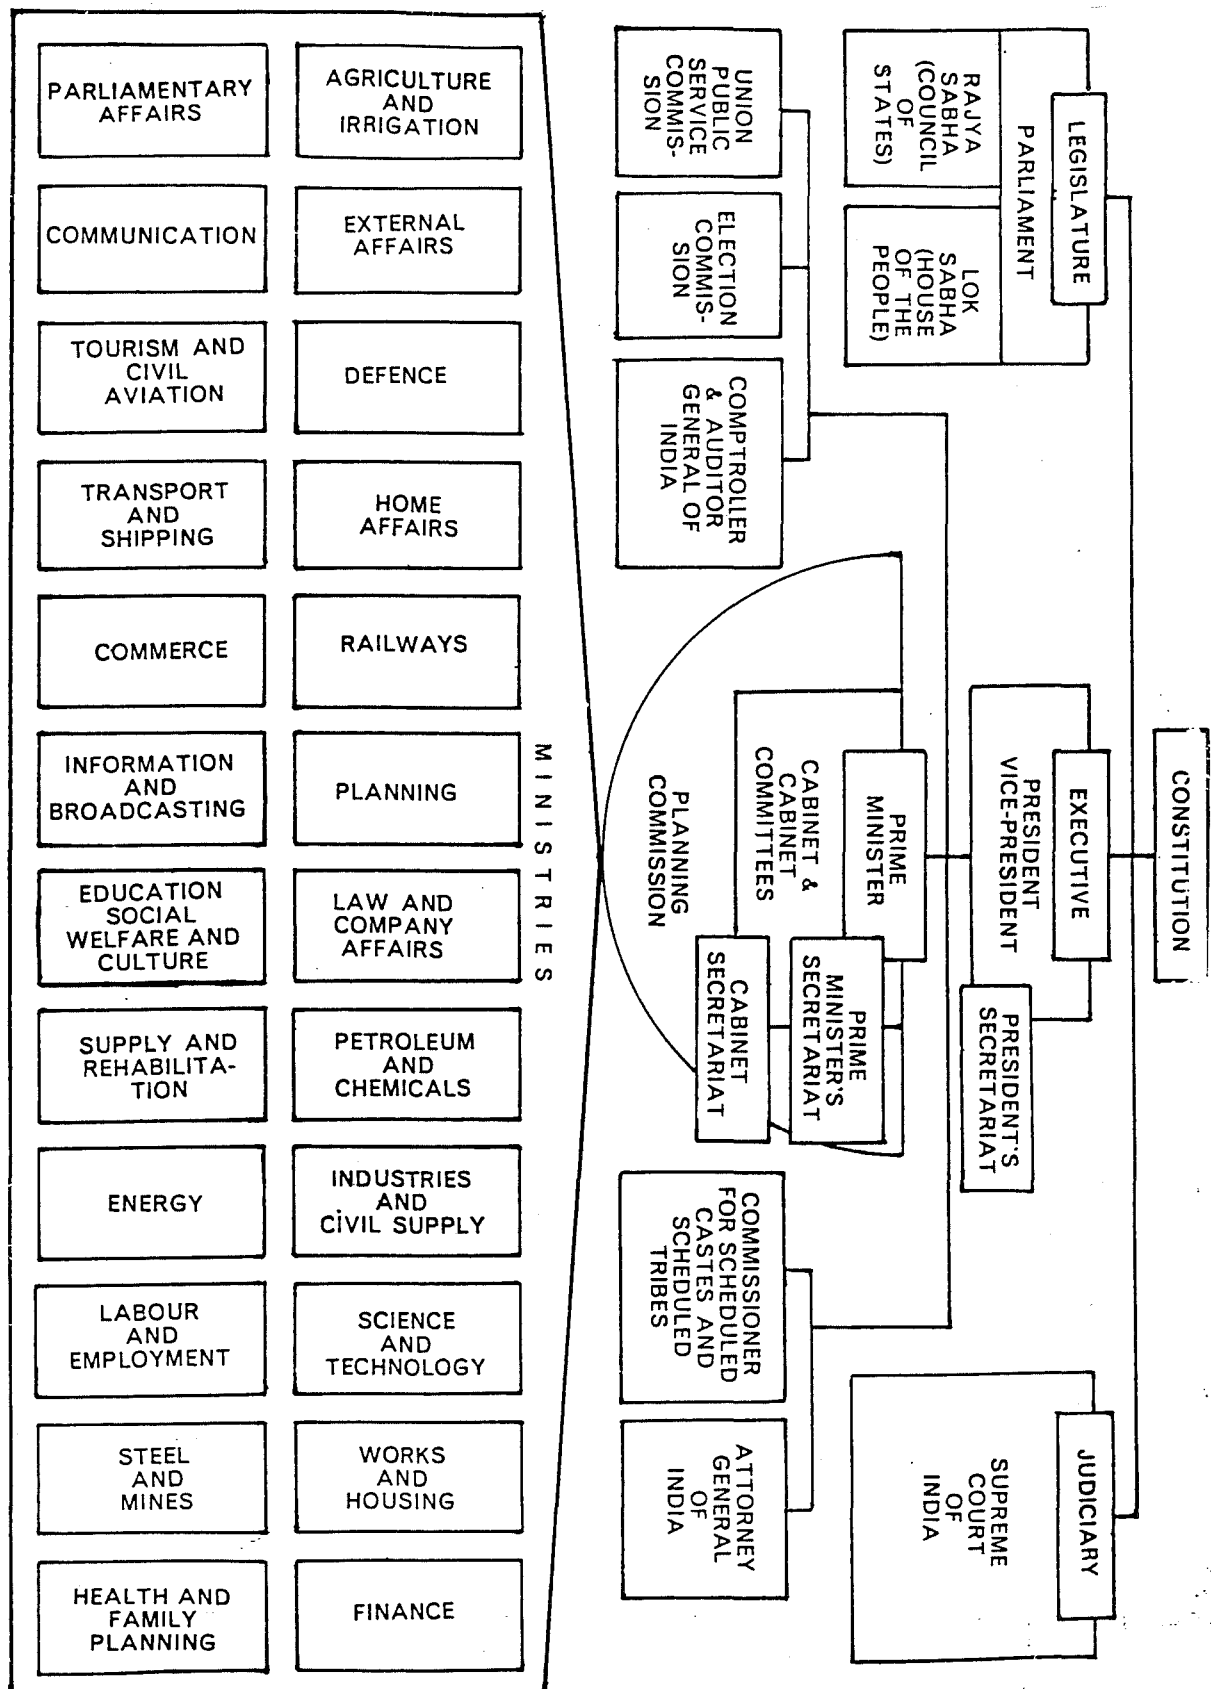 CONSTITUTION
LEGISLATURE
PARLIAMENT
RAJYA
SABHA
(COUNCIL
OF
STATES)
LOK
SABHA
(HOUSE
OF THE
PEOPLE)
EXECUTIVE
PRESIDENT
VICE-PRESIDENT
PRESIDENT'S
SECRETARIAT
JUDICIARY
SUPREME
COURT
OF
INDIA
UNION
PUBLIC
SERVICE
COMMIS-
SION
ELECTION
COMMIS-
SION
COMPTROLLER
& AUDITOR
GENERAL OF
INDIA
PRIME
MINISTER
PRIME
MINISTER'S
SECRETARIAT
CABINET &
CABINET
COMMITTEES
CABINET
SECRETARIAT
PLANNING
COMMISSION
COMMISSIONER
FOR SCHEDULED
CASTES AND
SCHEDULED
TRIBES
ATTORNEY
GENERAL
OF
INDIA
MINISTRIES
PARLIAMENTARY
AFFAIRS
AGRICULTURE
AND
IRRIGATION
COMMUNICATION
EXTERNAL
AFFAIRS
TOURISM AND
CIVIL
AVIATION
DEFENCE
TRANSPORT
AND
SHIPPING
HOME
AFFAIRS
COMMERCE
RAILWAYS
INFORMATION
AND
BROADCASTING
PLANNING
EDUCATION
SOCIAL
WELFARE AND
CULTURE
LAW AND
COMPANY
AFFAIRS
SUPPLY AND
REHABILITA-
TION
PETROLEUM
AND
CHEMICALS
ENERGY
INDUSTRIES
AND
CIVIL SUPPLY
LABOUR
AND
EMPLOYMENT
SCIENCE
AND
TECHNOLOGY
STEEL
AND
MINES
WORKS
AND
HOUSING
HEALTH AND
FAMILY
PLANNING
FINANCE